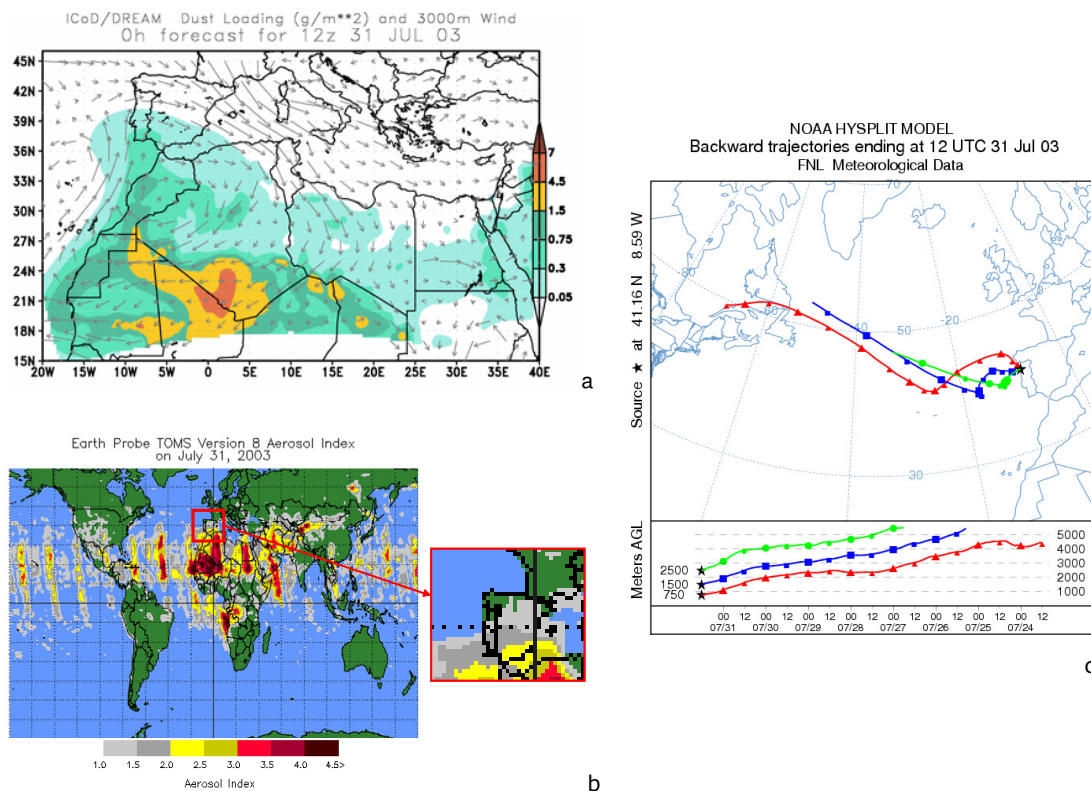 ICoD/DREAM Dust Loading (g/m**2) and 3000m Wind
0h forecast for 12z 31 JUL 03
45N
42N
39N
36N
33N
30N
27N
24N
21N
18N
15N
20W 15W 10W 5W 0 5E 10E 15E 20E 25E 30E 35E 40E
7
4.5
1.5
0.75
0.3
0.05
a
Earth Probe TOMS Version 8 Aerosol Index
on July 31, 2003
1.0 1.5 2.0 2.5 3.0 3.5 4.0 4.5>
Aerosol Index
b
NOAA HYSPLIT MODEL
Backward trajectories ending at 12 UTC 31 Jul 03
FNL Meteorological Data
Source ★ at 41.16 N 8.59 W
70
60
-80
-60
-40
50
-20
30
Meters AGL
2500
1500
750
5000
4000
3000
2000
1000
00 12 00 12 00 12 00 12 00 12 00 12 00 12 00 12
07/31 07/30 07/29 07/28 07/27 07/26 07/25 07/24
c